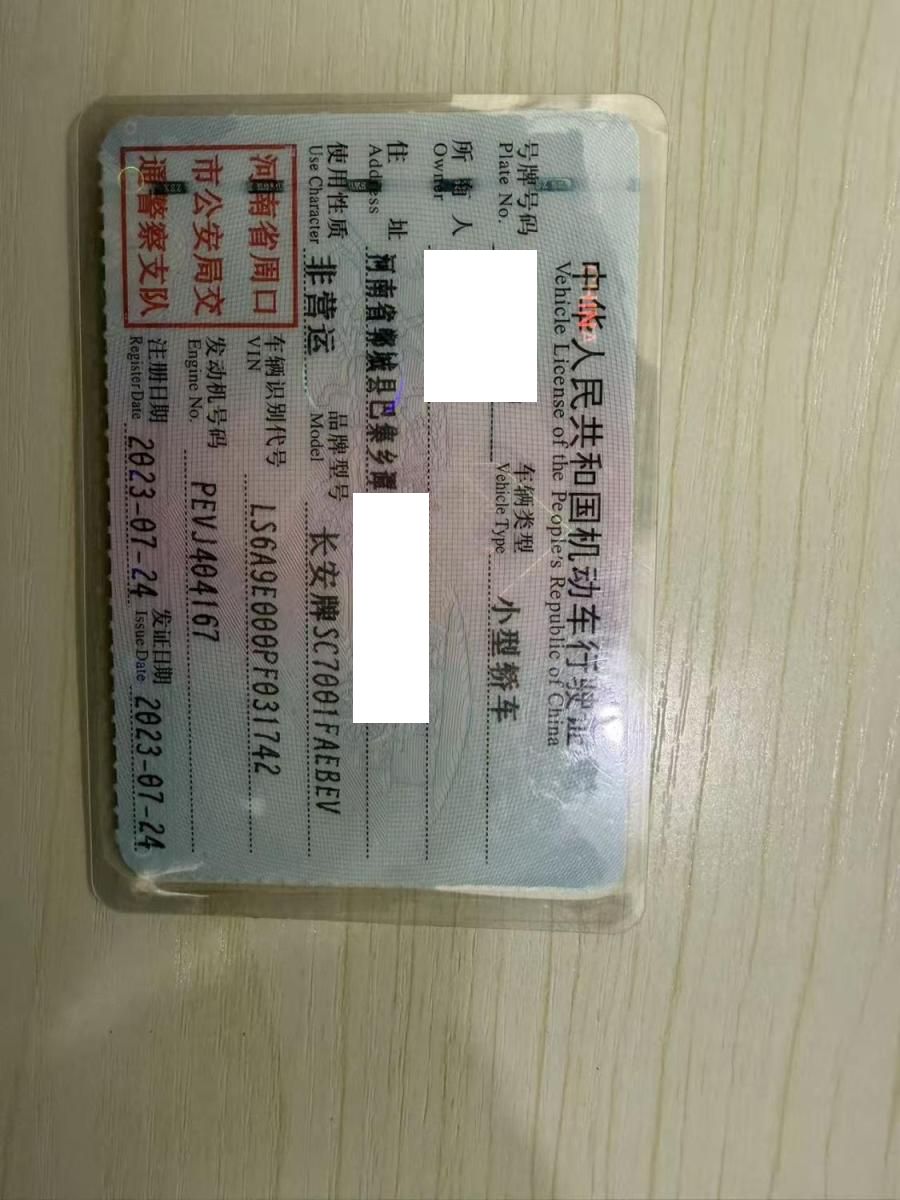 中华人民共和国机动车行驶证
Vehicle License of the People's Republic of China
号牌号码 车辆类型 小型轿车
Plate No. Vehicle Type
所有人
Owner
住址 河南省郸城县巴集乡
Address
使用性质 非营运 品牌型号 长安牌SC7001FAEBEV
Use Character Model
河南省周口
市公安局交
通警察支队
车辆识别代号 LS6A9E000PF031742
VIN
发动机号码 PEVJ404167
Engine No.
注册日期 2023-07-24 发证日期 2023-07-24
Register Date Issue Date